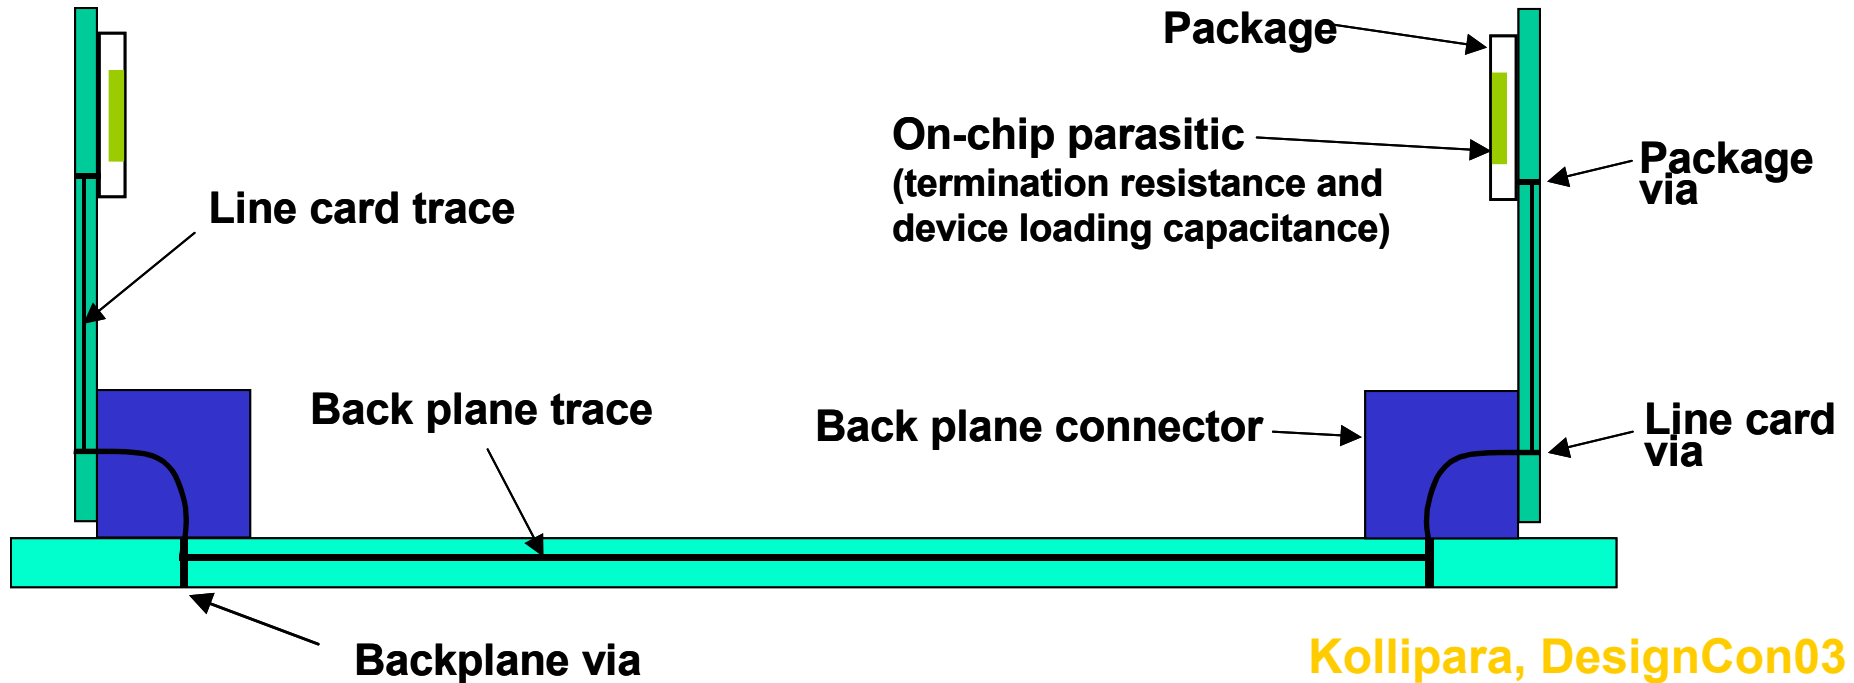 Package
On-chip parasitic
(termination resistance and
device loading capacitance)
Package
via
Line card trace
Back plane trace
Back plane connector
Line card
via
Backplane via
Kollipara, DesignCon03